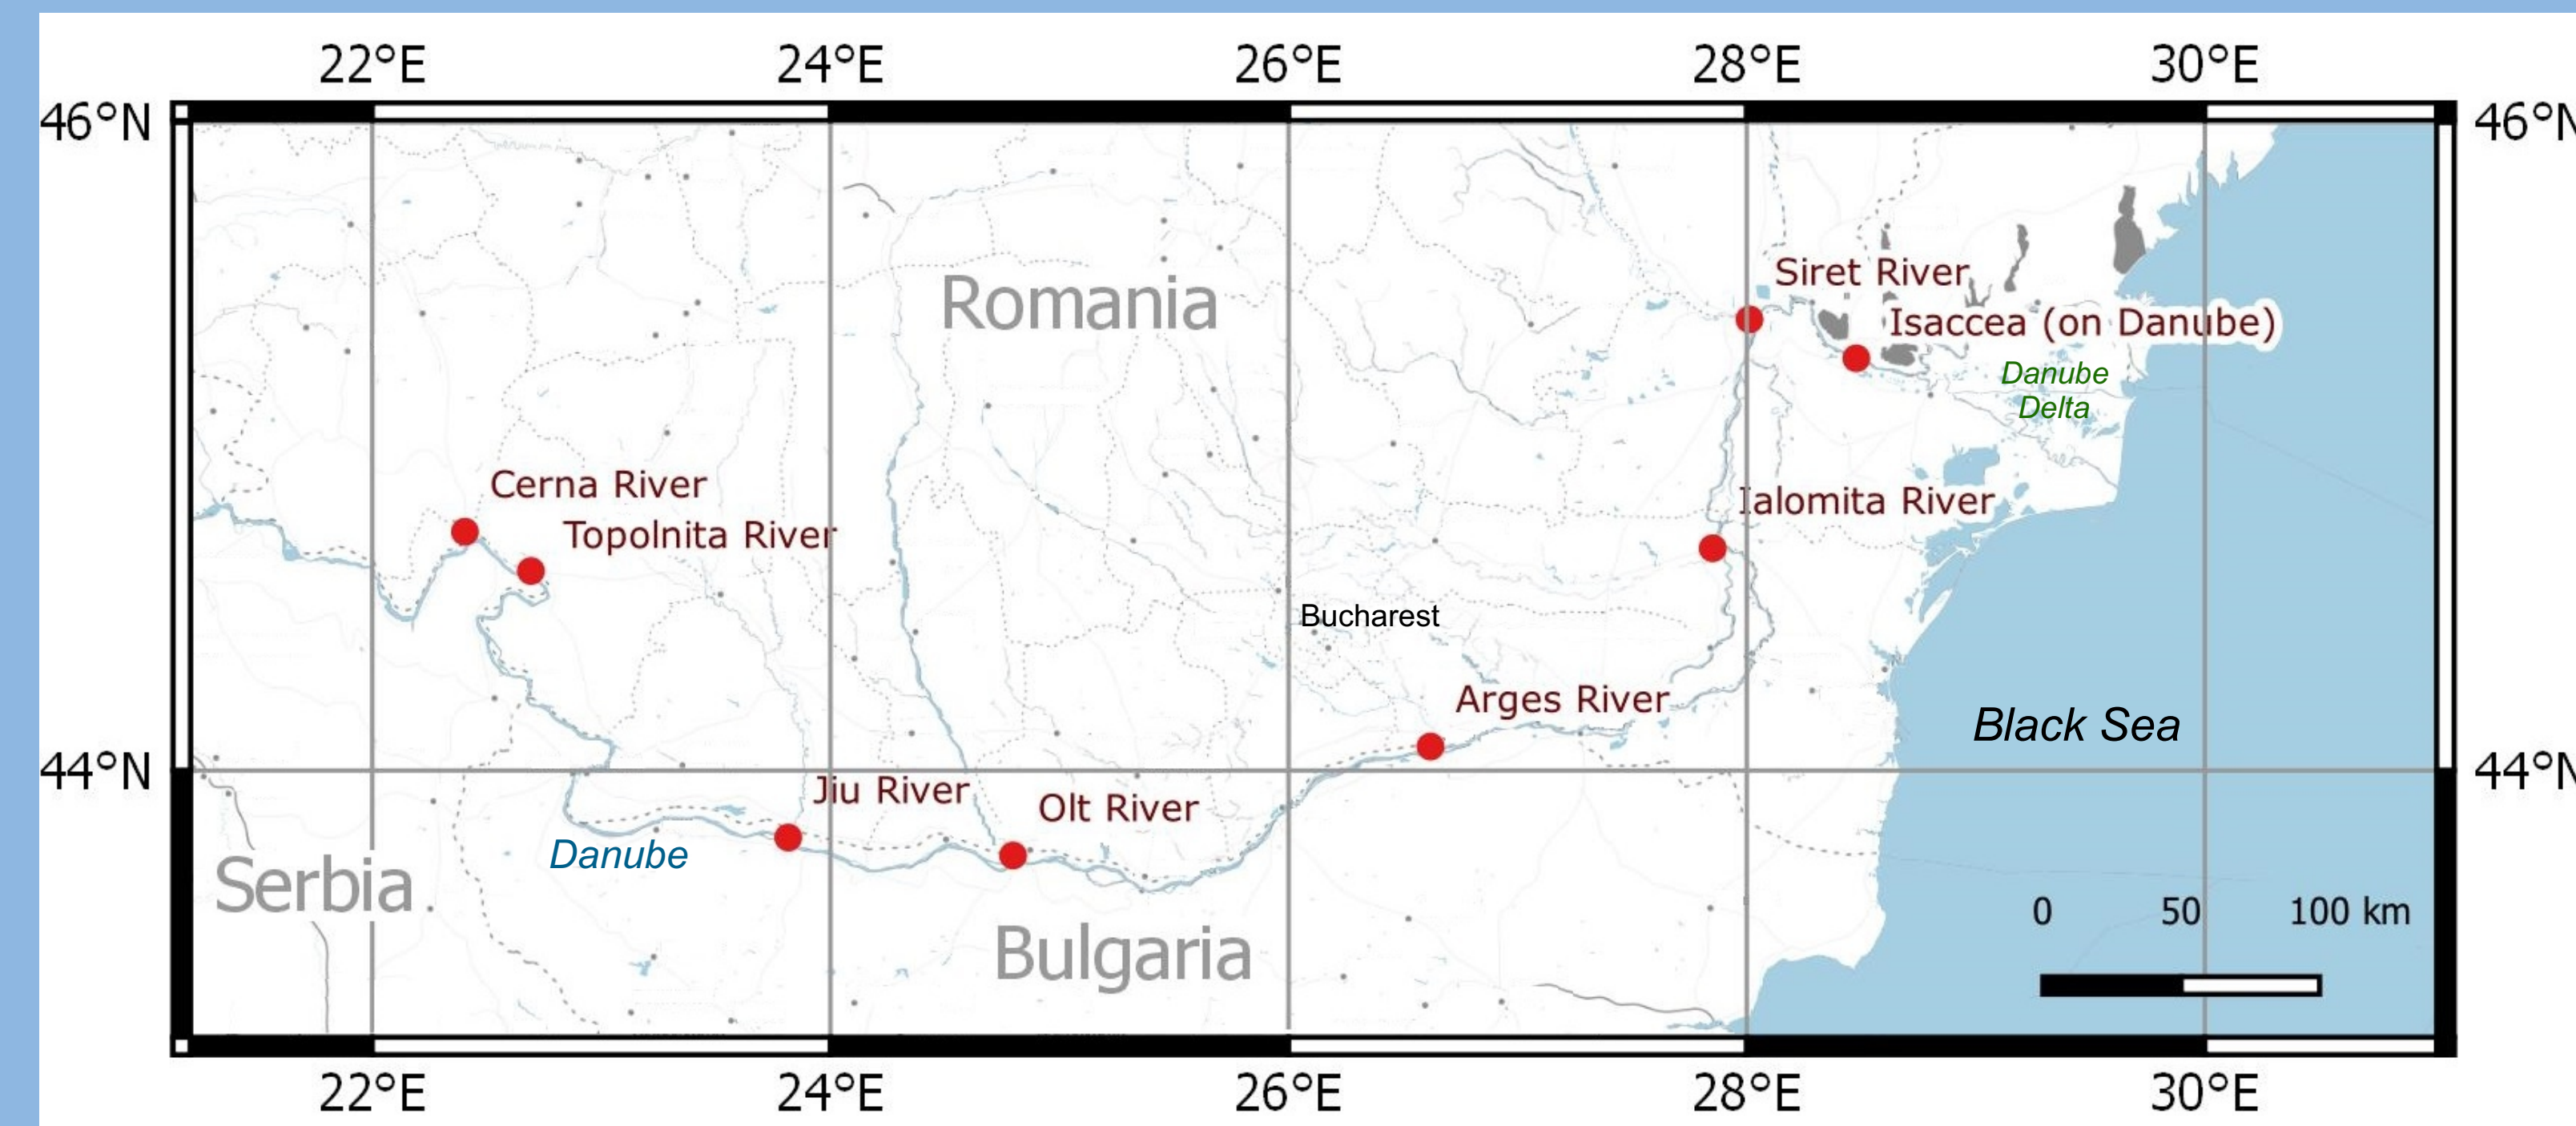 22°E 24°E 26°E 28°E 30°E
46°N 46°N
Romania
Siret River
Isaccea (on Danube)
Danube
Delta
Cerna River
Topolnita River
Ialomita River
Bucharest
Arges River
Black Sea
44°N 44°N
Jiu River
Olt River
Danube
Serbia
Bulgaria
0 50 100 km
22°E 24°E 26°E 28°E 30°E